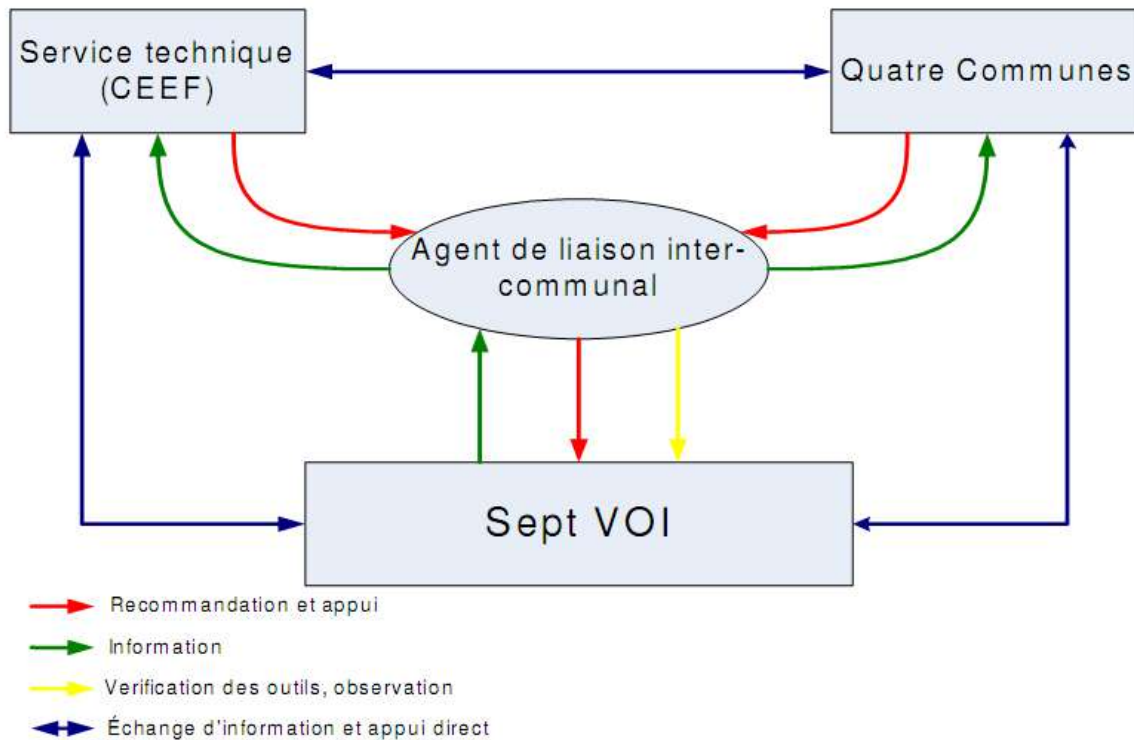 Service technique
(CEEF)
Quatre Communes
Agent de liaison inter-
communal
Sept VOI
Recommandation et appui
Information
Verification des outils, observation
Échange d'information et appui direct